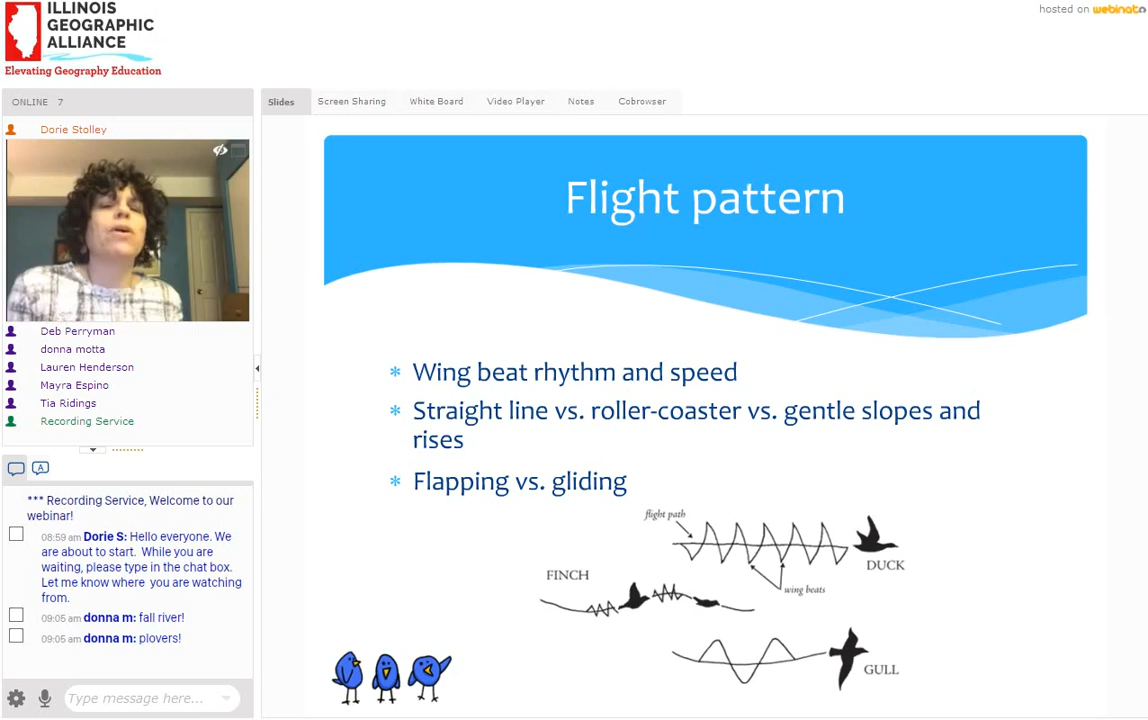 ILLINOIS
GEOGRAPHIC
ALLIANCE
Elevating Geography Education
hosted on webinato
ONLINE 7
Slides
Screen Sharing
White Board
Video Player
Notes
Cobrowser
Dorie Stolley
Deb Perryman
donna motta
Lauren Henderson
Mayra Espino
Tia Ridings
Recording Service
A
*** Recording Service, Welcome to our
webinar!
08:59 am Dorie S: Hello everyone. We
are about to start. While you are
waiting, please type in the chat box.
Let me know where you are watching
from.
09:05 am donna m: fall river!
09:05 am donna m: plovers!
Type message here...
Flight pattern
* Wing beat rhythm and speed
* Straight line vs. roller-coaster vs. gentle slopes and
rises
* Flapping vs. gliding
flight path
DUCK
FINCH
wing beats
GULL